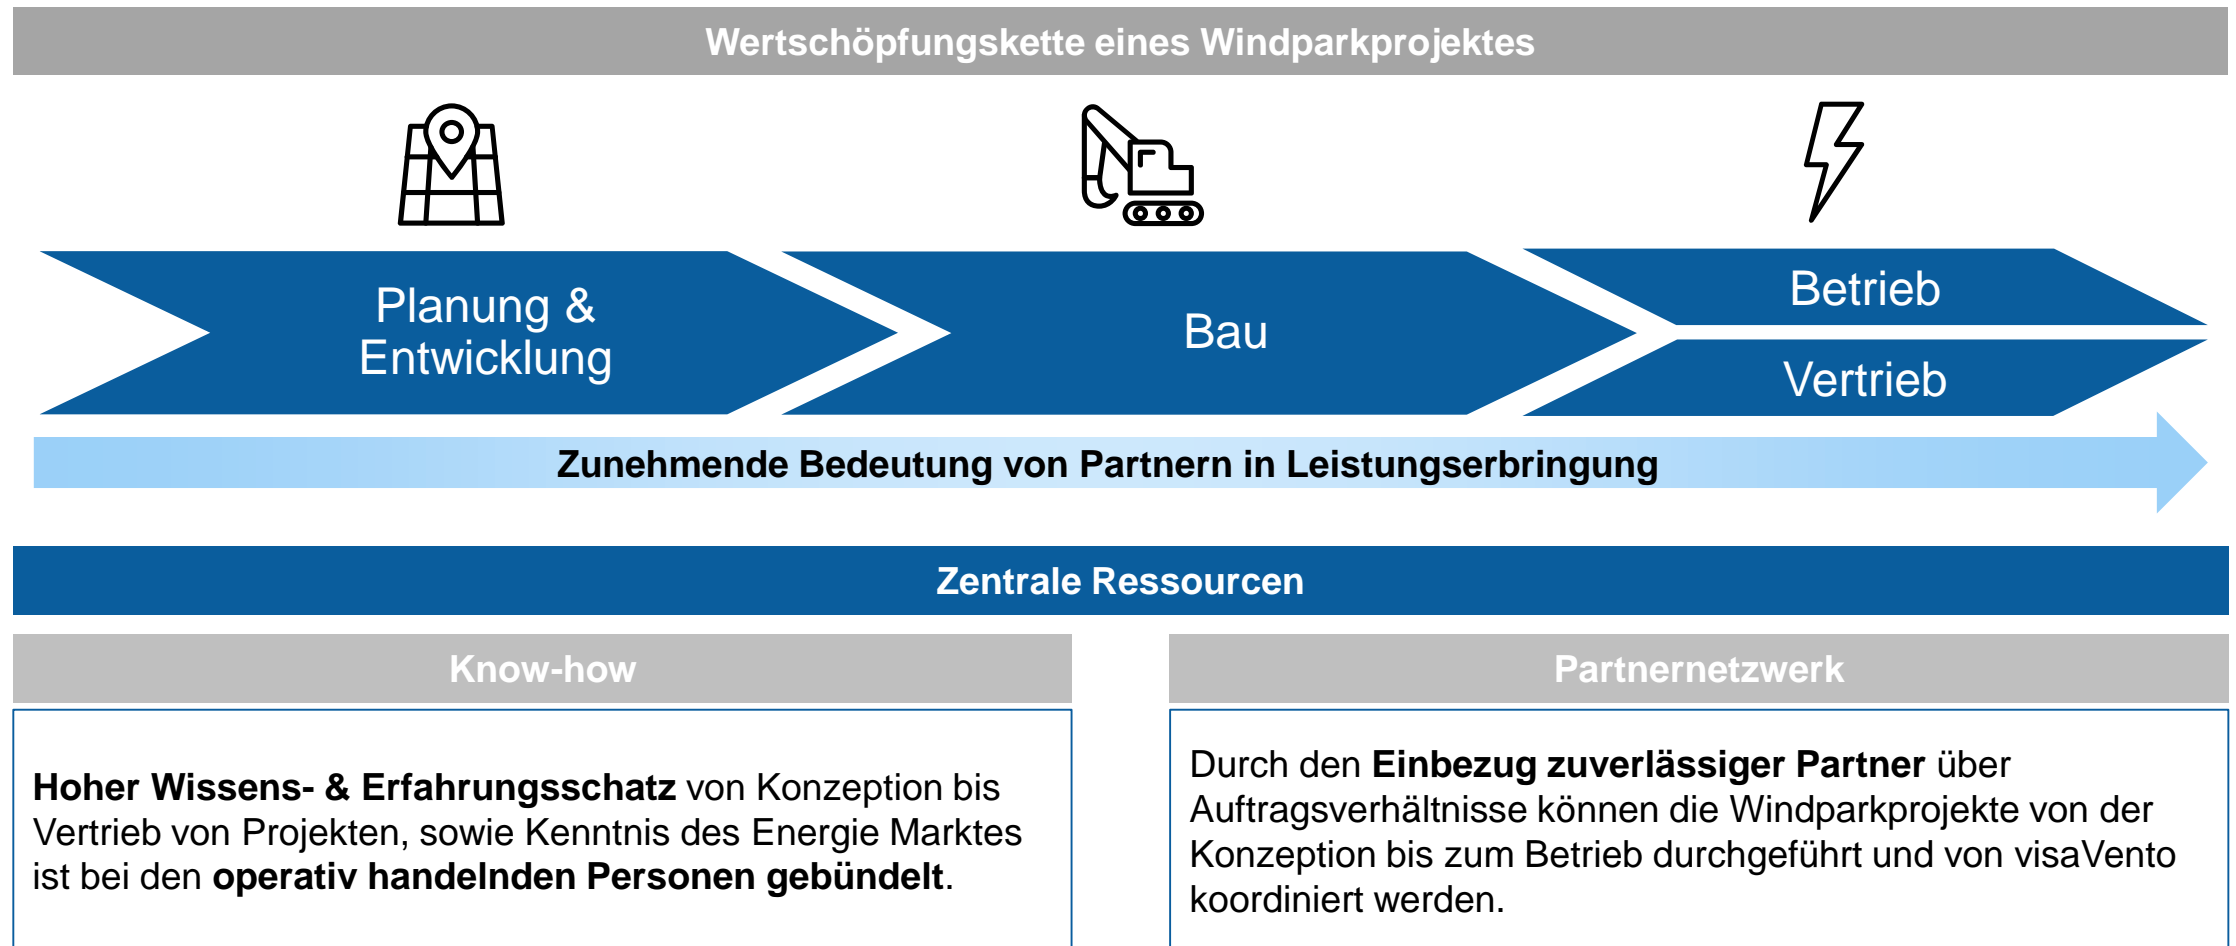 Wertschöpfungskette eines Windparkprojektes
Planung &
Entwicklung
Bau
Betrieb
Vertrieb
Zunehmende Bedeutung von Partnern in Leistungserbringung
Zentrale Ressourcen
Know-how
Hoher Wissens- & Erfahrungsschatz von Konzeption bis
Vertrieb von Projekten, sowie Kenntnis des Energie Marktes
ist bei den operativ handelnden Personen gebündelt.
Partnernetzwerk
Durch den Einbezug zuverlässiger Partner über
Auftragsverhältnisse können die Windparkprojekte von der
Konzeption bis zum Betrieb durchgeführt und von visaVento
koordiniert werden.